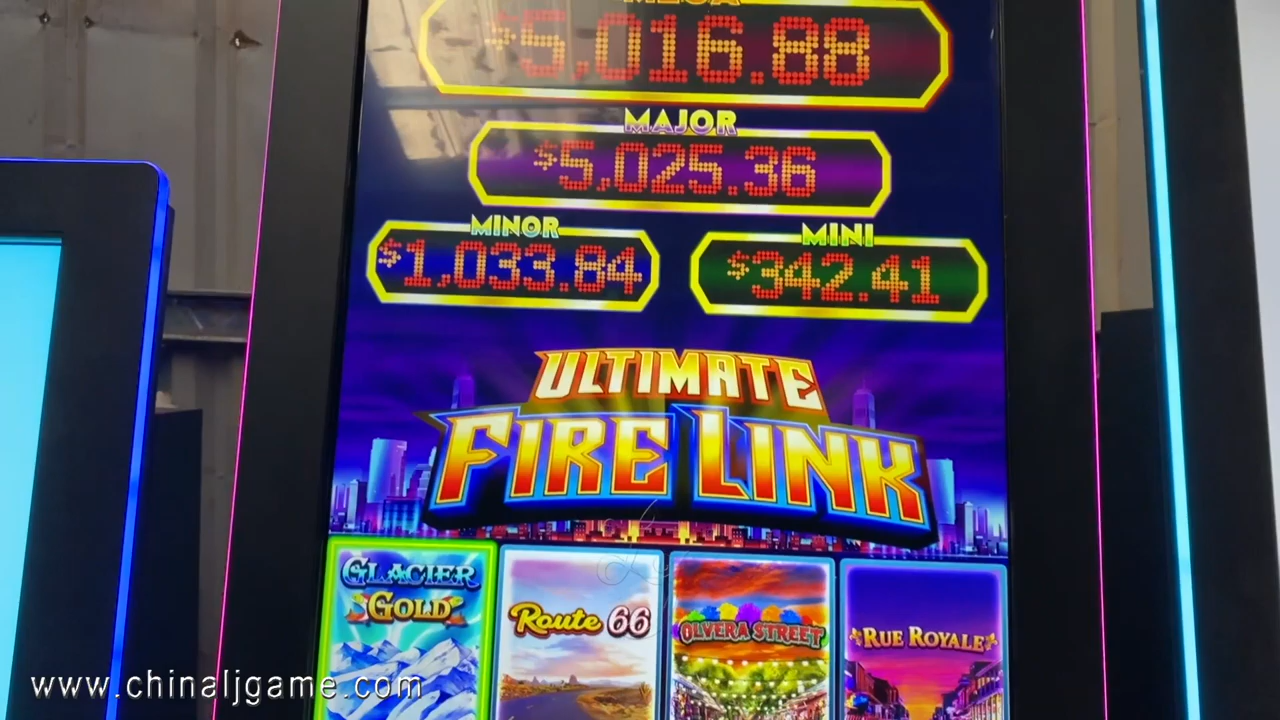 MEGA
$5,016.88
MAJOR
$5,025.36
MINOR
$1,033.84
MINI
$342.41
ULTIMATE
FIRE LINK
GLACIER
GOLD
Route 66
OLVERA STREET
RUE ROYALE
www.chinaljgame.com